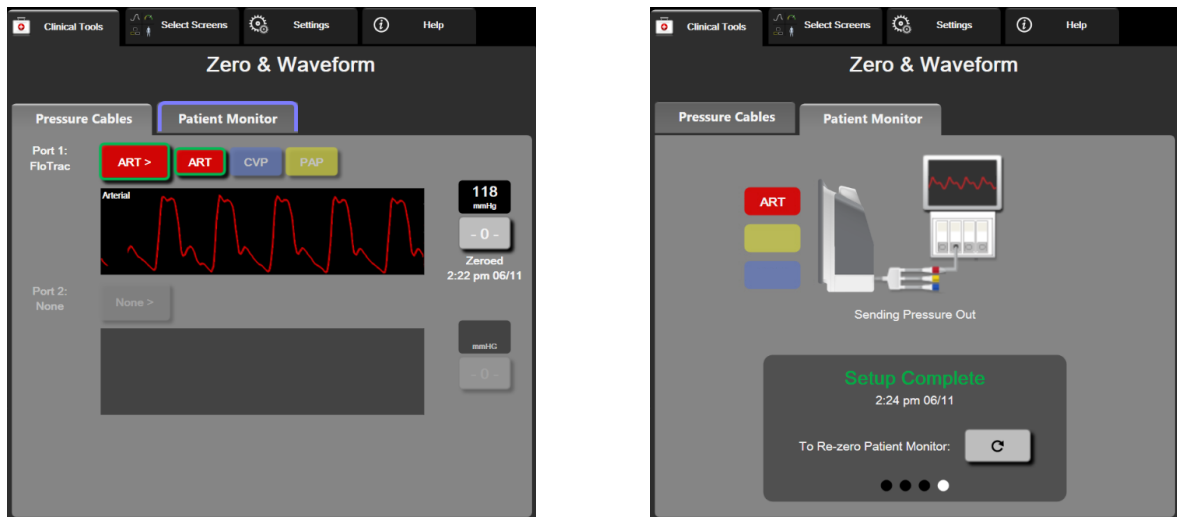 Clinical Tools Select Screens Settings Help
Zero & Waveform
Pressure Cables Patient Monitor
Port 1:
FloTrac
ART > ART CVP PAP
Arterial
118
mmHg
- 0 -
Zeroed
2:22 pm 06/11
Port 2:
None
None >
mmHG
- 0 -
Clinical Tools Select Screens Settings Help
Zero & Waveform
Pressure Cables Patient Monitor
ART
Sending Pressure Out
Setup Complete
2:24 pm 06/11
To Re-zero Patient Monitor: